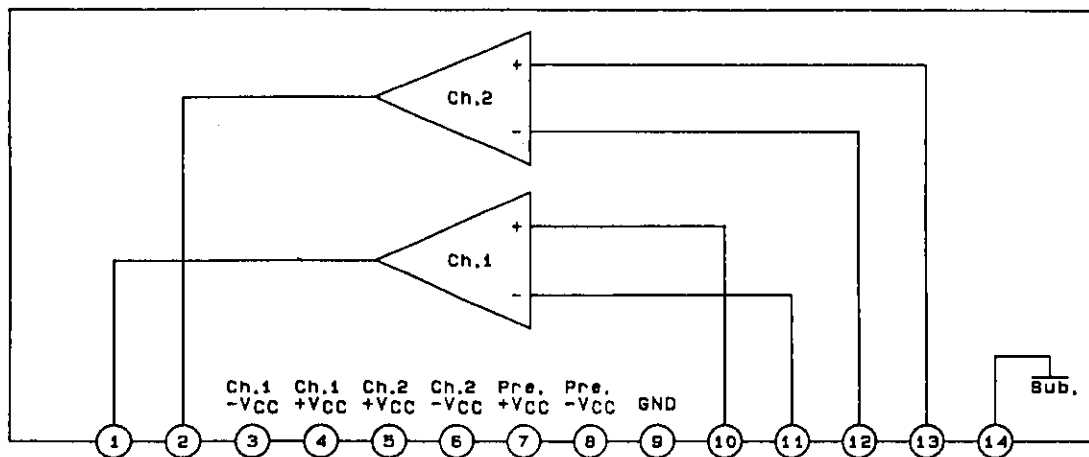 +
Ch.2
-
+
Ch.1
-
Ch.1 Ch.1 Ch.2 Ch.2 Pre. Pre.
-VCC +VCC +VCC -VCC +VCC -VCC GND
Sub.
1 2 3 4 5 6 7 8 9 10 11 12 13 14